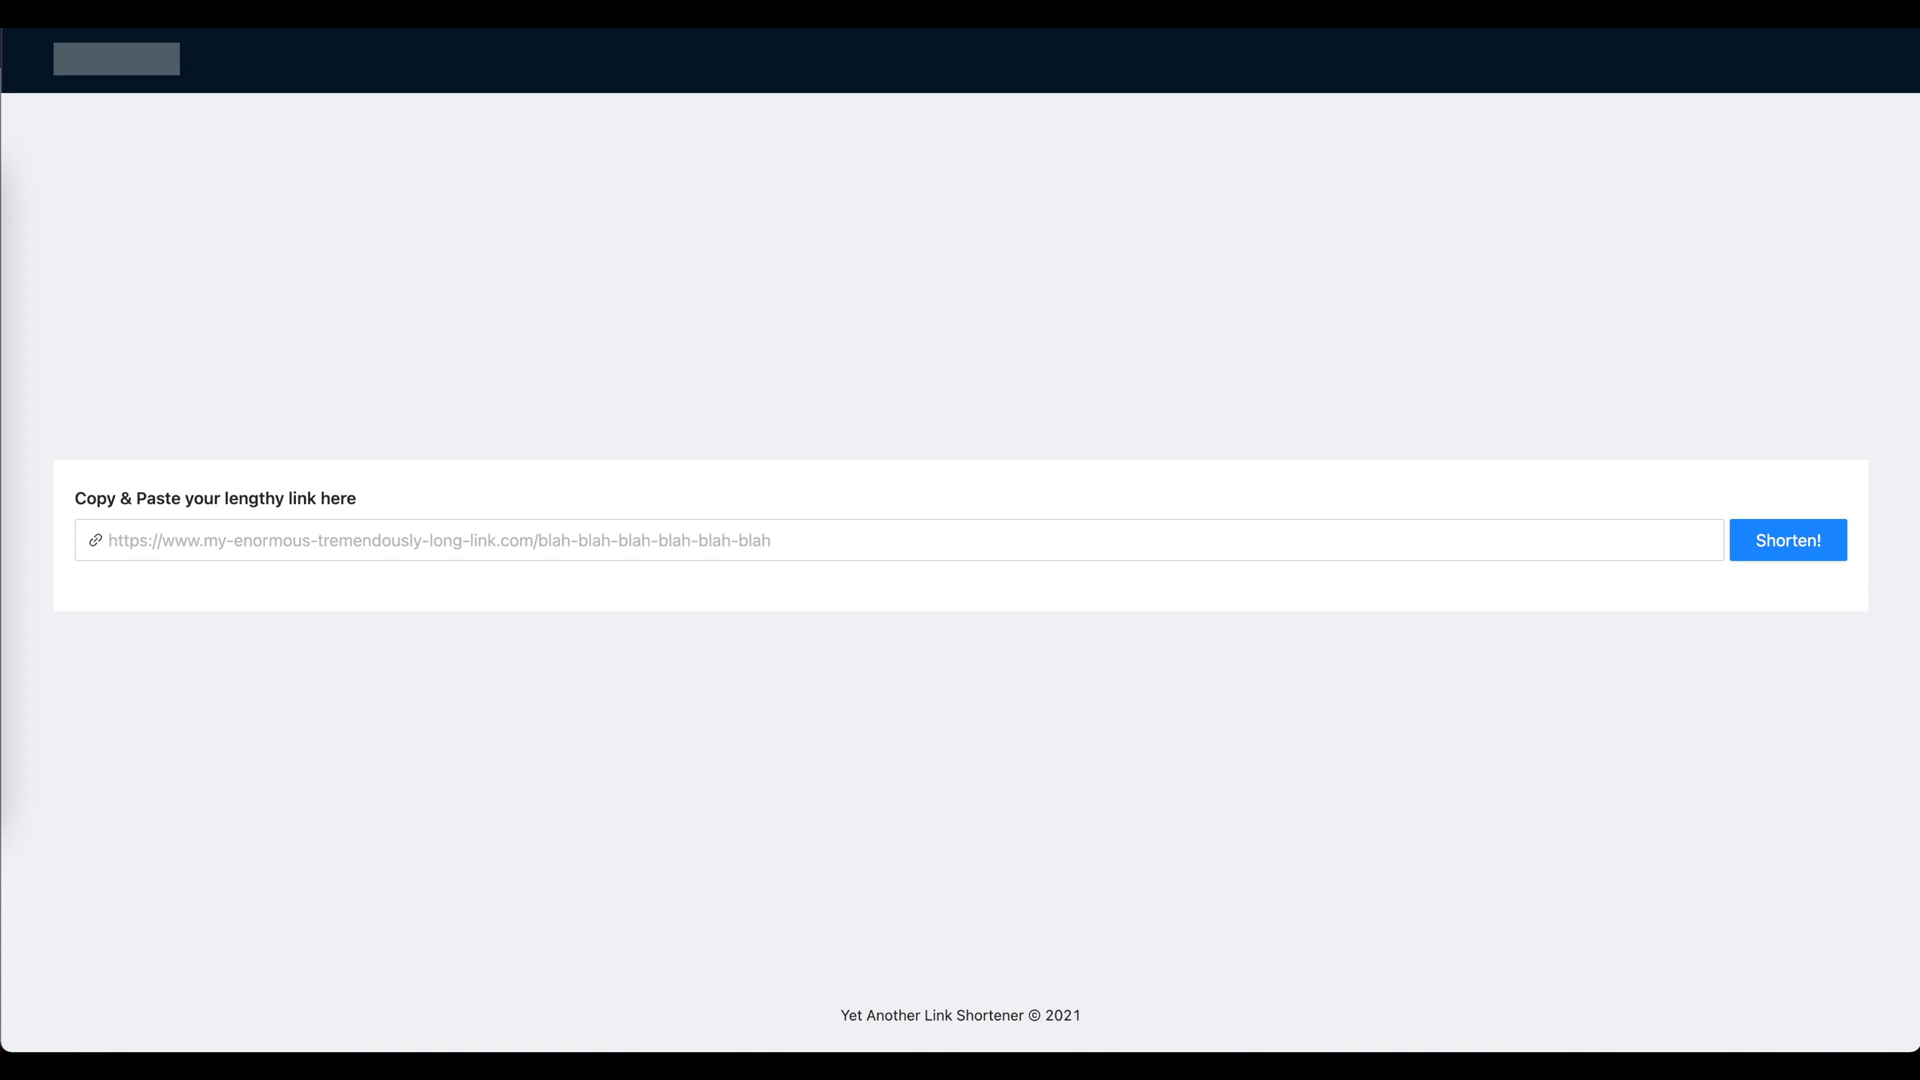 Copy & Paste your lengthy link here
https://www.my-enormous-tremendously-long-link.com/blah-blah-blah-blah-blah-blah
Shorten!
Yet Another Link Shortener © 2021